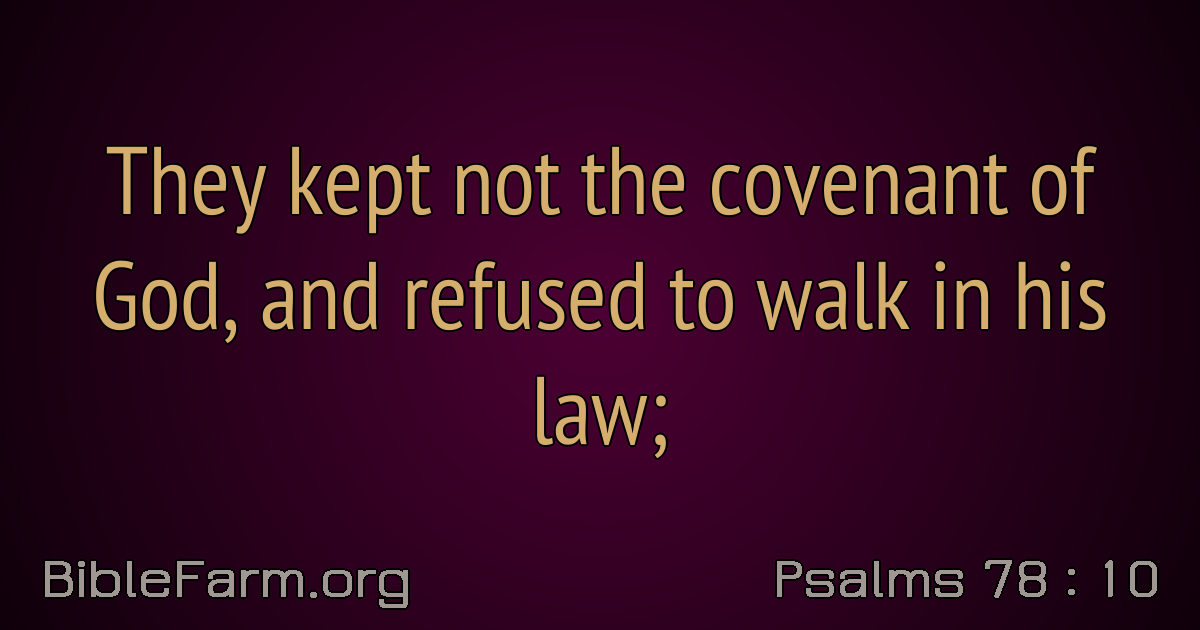 They kept not the covenant of
God, and refused to walk in his
law;
BibleFarm.org
Psalms 78 : 10